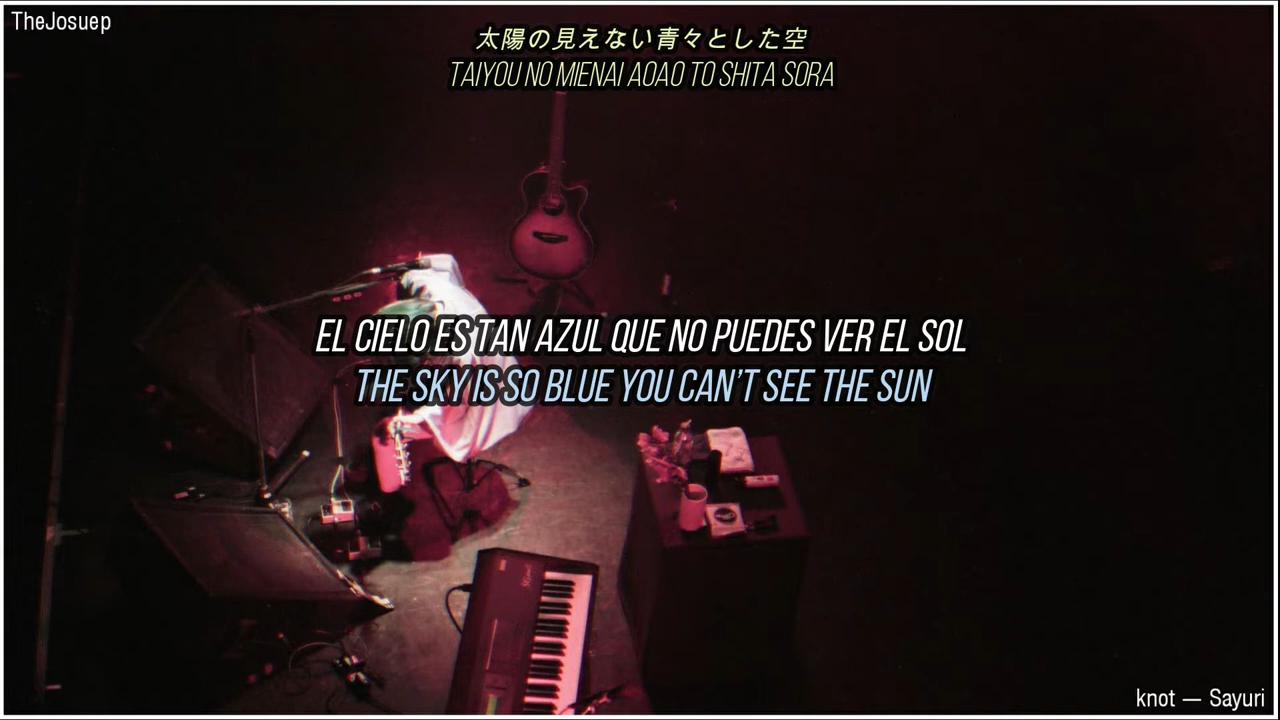 TheJosuep
太陽の見えない青々とした空
TAIYOU NO MIENAI AOAO TO SHITA SORA
EL CIELO ES TAN AZUL QUE NO PUEDES VER EL SOL
THE SKY IS SO BLUE YOU CAN'T SEE THE SUN
knot — Sayuri